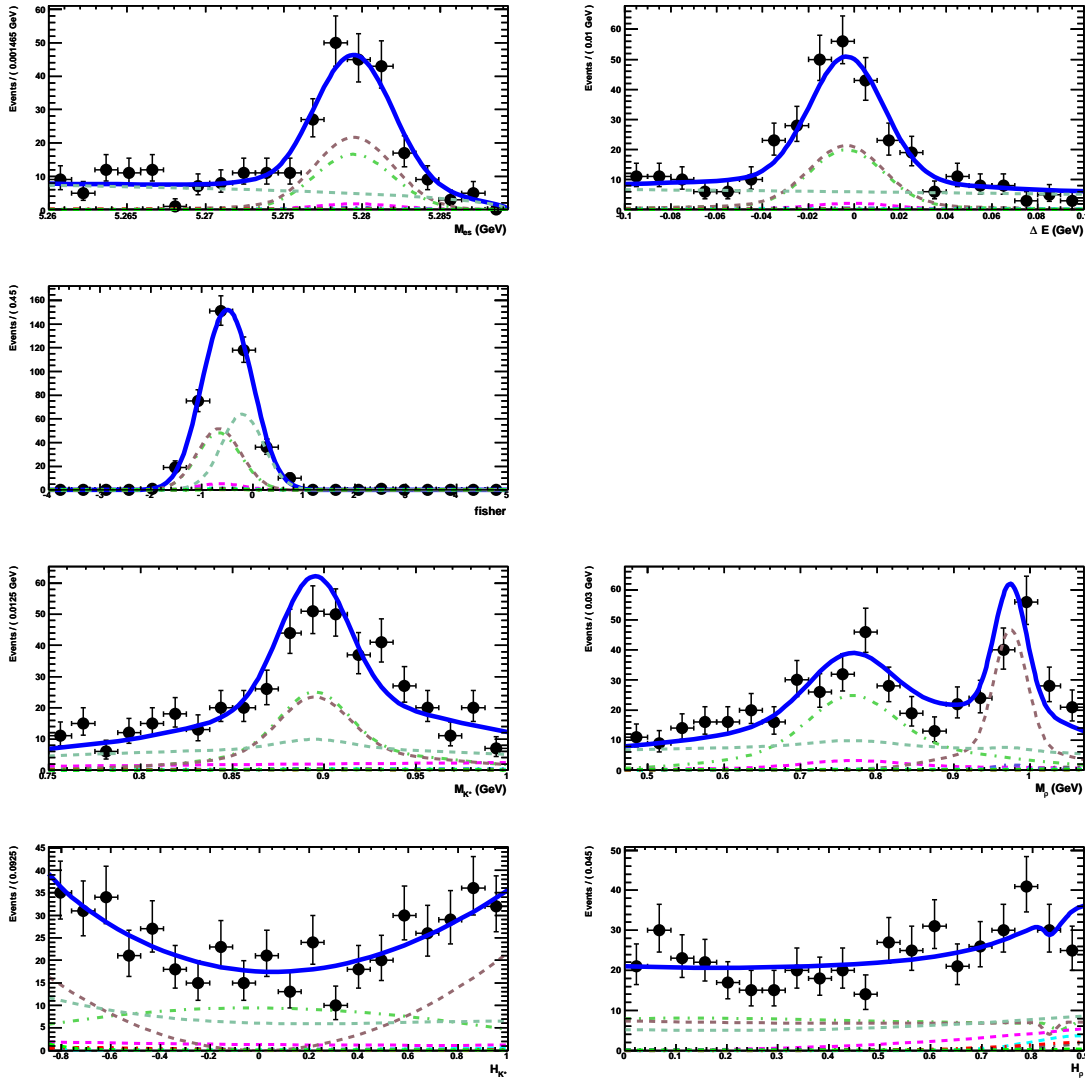 Events / ( 0.001465 GeV )
60
50
40
30
20
10
0
5.26 5.265 5.27 5.275 5.28 5.285
M_es (GeV)
Events / ( 0.01 GeV )
60
50
40
30
20
10
0
-0.1 -0.08 -0.06 -0.04 -0.02 0 0.02 0.04 0.06 0.08 0.1
Δ E (GeV)
Events / ( 0.45 )
160
140
120
100
80
60
40
20
0
-4 -3 -2 -1 0 1 2 3 4 5
fisher
Events / ( 0.0125 GeV )
60
50
40
30
20
10
0
0.75 0.8 0.85 0.9 0.95 1
M_K* (GeV)
Events / ( 0.03 GeV )
60
50
40
30
20
10
0
0.5 0.6 0.7 0.8 0.9 1
M_ρ (GeV)
Events / ( 0.0925 )
45
40
35
30
25
20
15
10
5
0
-0.8 -0.6 -0.4 -0.2 0 0.2 0.4 0.6 0.8 1
H_K*
Events / ( 0.045 )
50
40
30
20
10
0
0 0.1 0.2 0.3 0.4 0.5 0.6 0.7 0.8 0.9
H_ρ